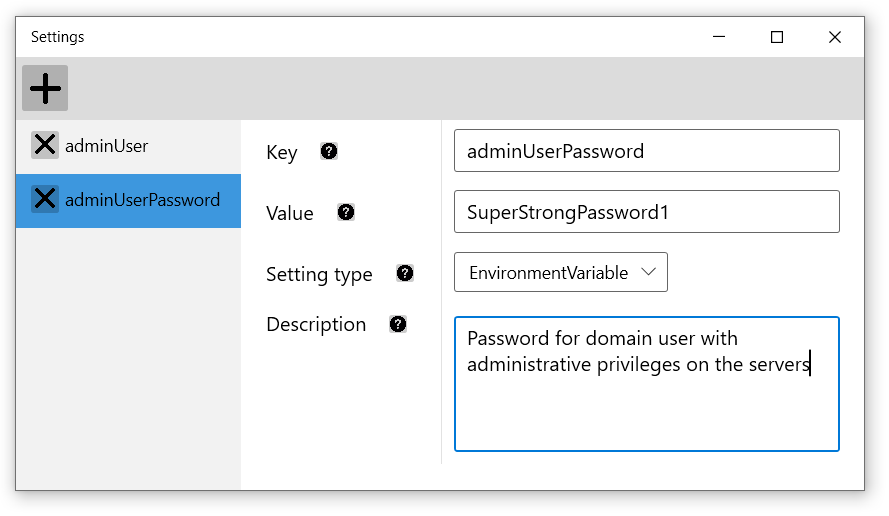 Settings
adminUser
adminUserPassword
Key
adminUserPassword
Value
SuperStrongPassword1
Setting type
EnvironmentVariable
Description
Password for domain user with
administrative privileges on the servers